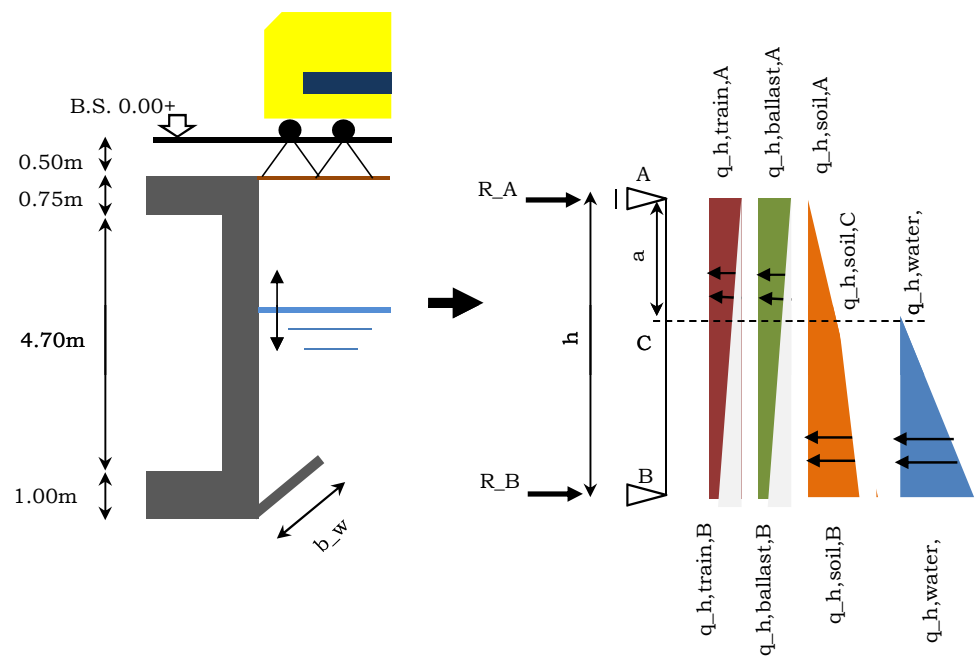 B.S. 0.00+
0.50m
0.75m
4.70m
1.00m
b_w
R_A
R_B
h
A
a
C
B
q_h,train,A
q_h,ballast,A
q_h,soil,A
q_h,soil,C
q_h,water,
q_h,train,B
q_h,ballast,B
q_h,soil,B
q_h,water,